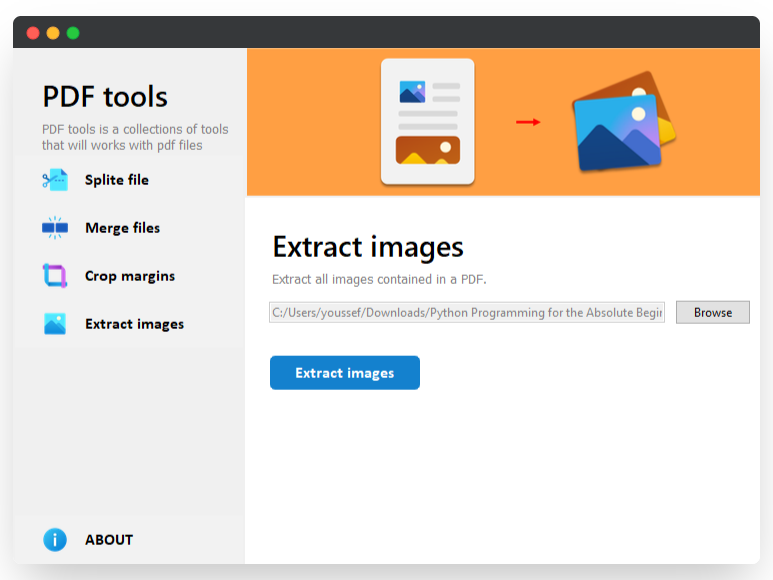 PDF tools
PDF tools is a collections of tools
that will works with pdf files
Splite file
Merge files
Crop margins
Extract images
ABOUT
Extract images
Extract all images contained in a PDF.
C:/Users/youssef/Downloads/Python Programming for the Absolute Begin
Browse
Extract images